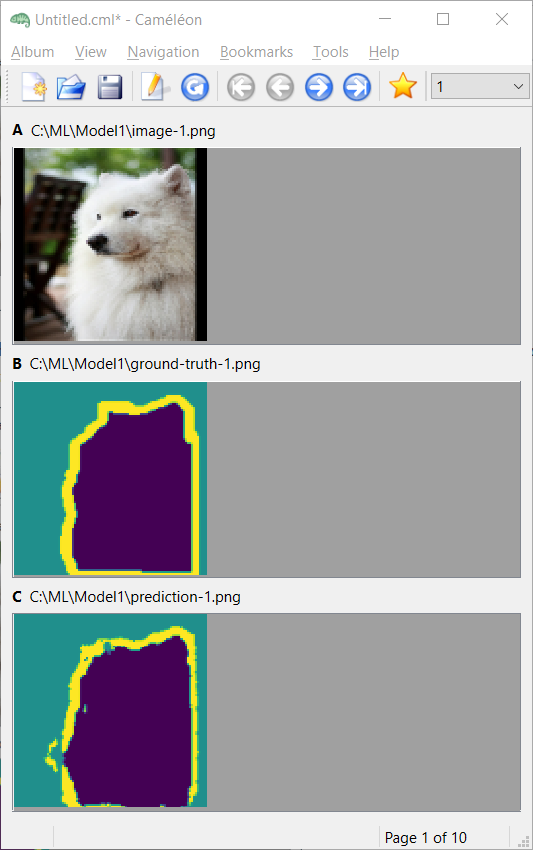 Untitled.cml* - Caméléon
Album View Navigation Bookmarks Tools Help
1
A C:\ML\Model1\image-1.png
B C:\ML\Model1\ground-truth-1.png
C C:\ML\Model1\prediction-1.png
Page 1 of 10